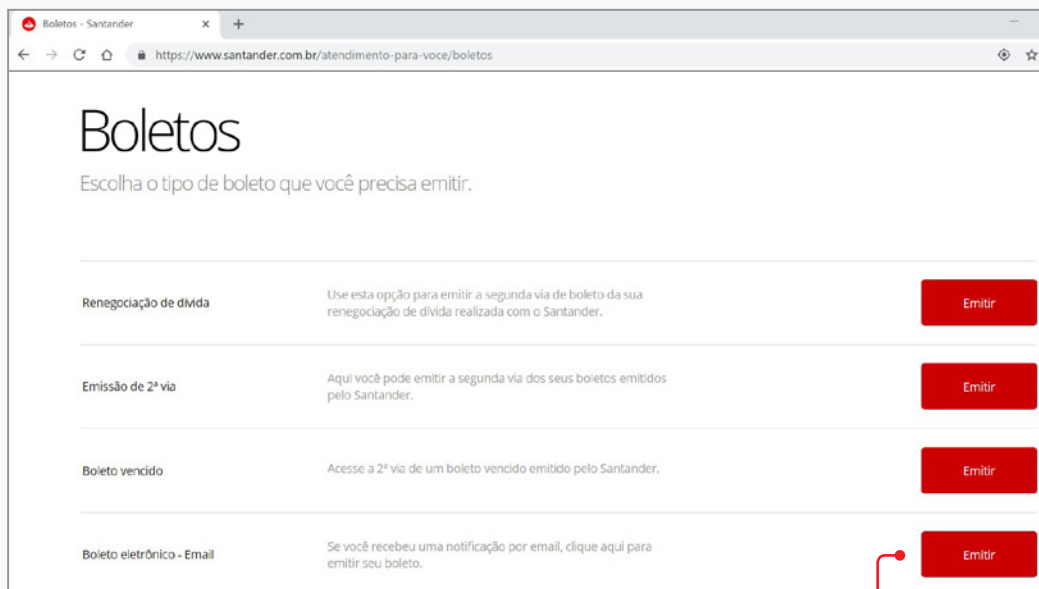 Boletos - Santander
https://www.santander.com.br/atendimento-para-voce/boletos
Boletos
Escolha o tipo de boleto que você precisa emitir.
Renegociação de dívida
Use esta opção para emitir a segunda via de boleto da sua
renegociação de dívida realizada com o Santander.
Emitir
Emissão de 2ª via
Aqui você pode emitir a segunda via dos seus boletos emitidos
pelo Santander.
Emitir
Boleto vencido
Acesse a 2ª via de um boleto vencido emitido pelo Santander.
Emitir
Boleto eletrônico - Email
Se você recebeu uma notificação por email, clique aqui para
emitir seu boleto.
Emitir